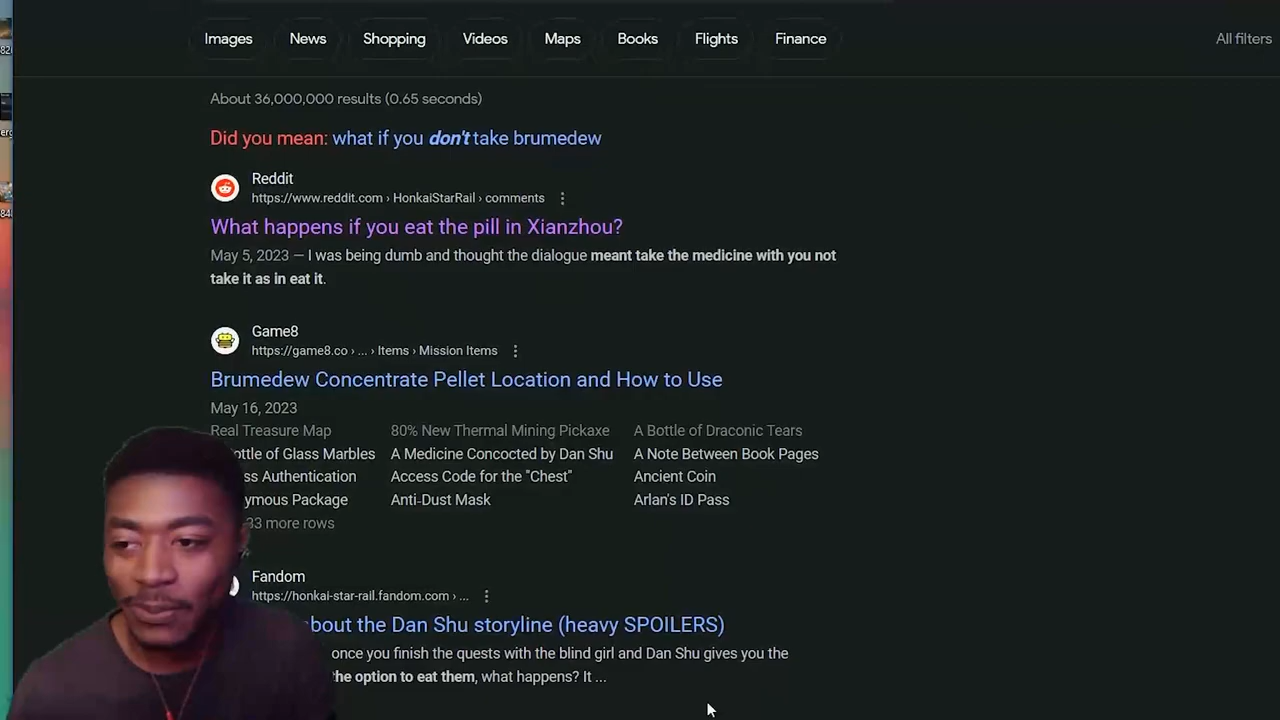 Images News Shopping Videos Maps Books Flights Finance All filters
About 36,000,000 results (0.65 seconds)
Did you mean: what if you don't take brumedew
Reddit
https://www.reddit.com › HonkaiStarRail › comments
What happens if you eat the pill in Xianzhou?
May 5, 2023 — I was being dumb and thought the dialogue meant take the medicine with you not
take it as in eat it.
Game8
https://game8.co › ... › Items › Mission Items
Brumedew Concentrate Pellet Location and How to Use
May 16, 2023
Real Treasure Map 80% New Thermal Mining Pickaxe A Bottle of Draconic Tears
ottle of Glass Marbles A Medicine Concocted by Dan Shu A Note Between Book Pages
ss Authentication Access Code for the "Chest" Ancient Coin
ymous Package Anti-Dust Mask Arlan's ID Pass
33 more rows
Fandom
https://honkai-star-rail.fandom.com › ...
bout the Dan Shu storyline (heavy SPOILERS)
once you finish the quests with the blind girl and Dan Shu gives you the
the option to eat them, what happens? It ...